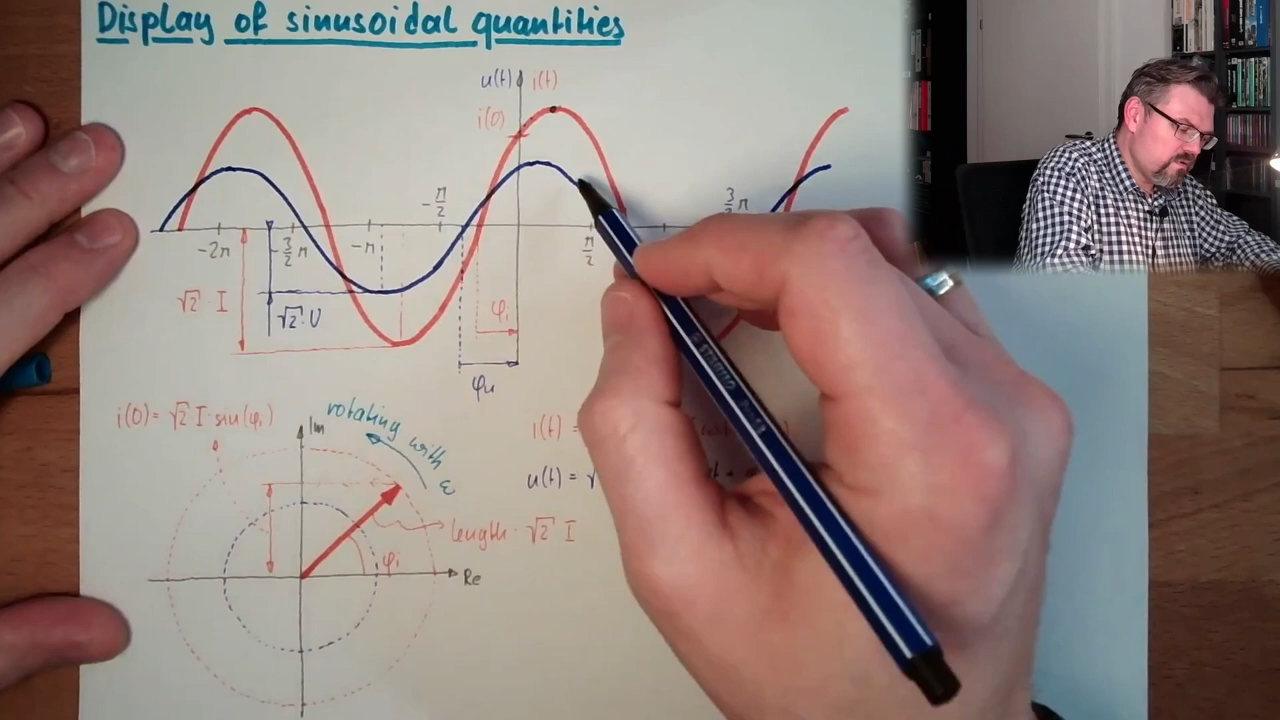 Display of sinusoidal quantities
u(t) i(t)
i(0)
-π/2
3/2 π
-2π
-3/2 π
-π
π/2
√2 · I
√2 · U
φi
φu
i(0) = √2 I · sin(φi)
Im
rotating with
ω
i(t) =
u(t) = √
length √2 I
φi
Re
STABILO